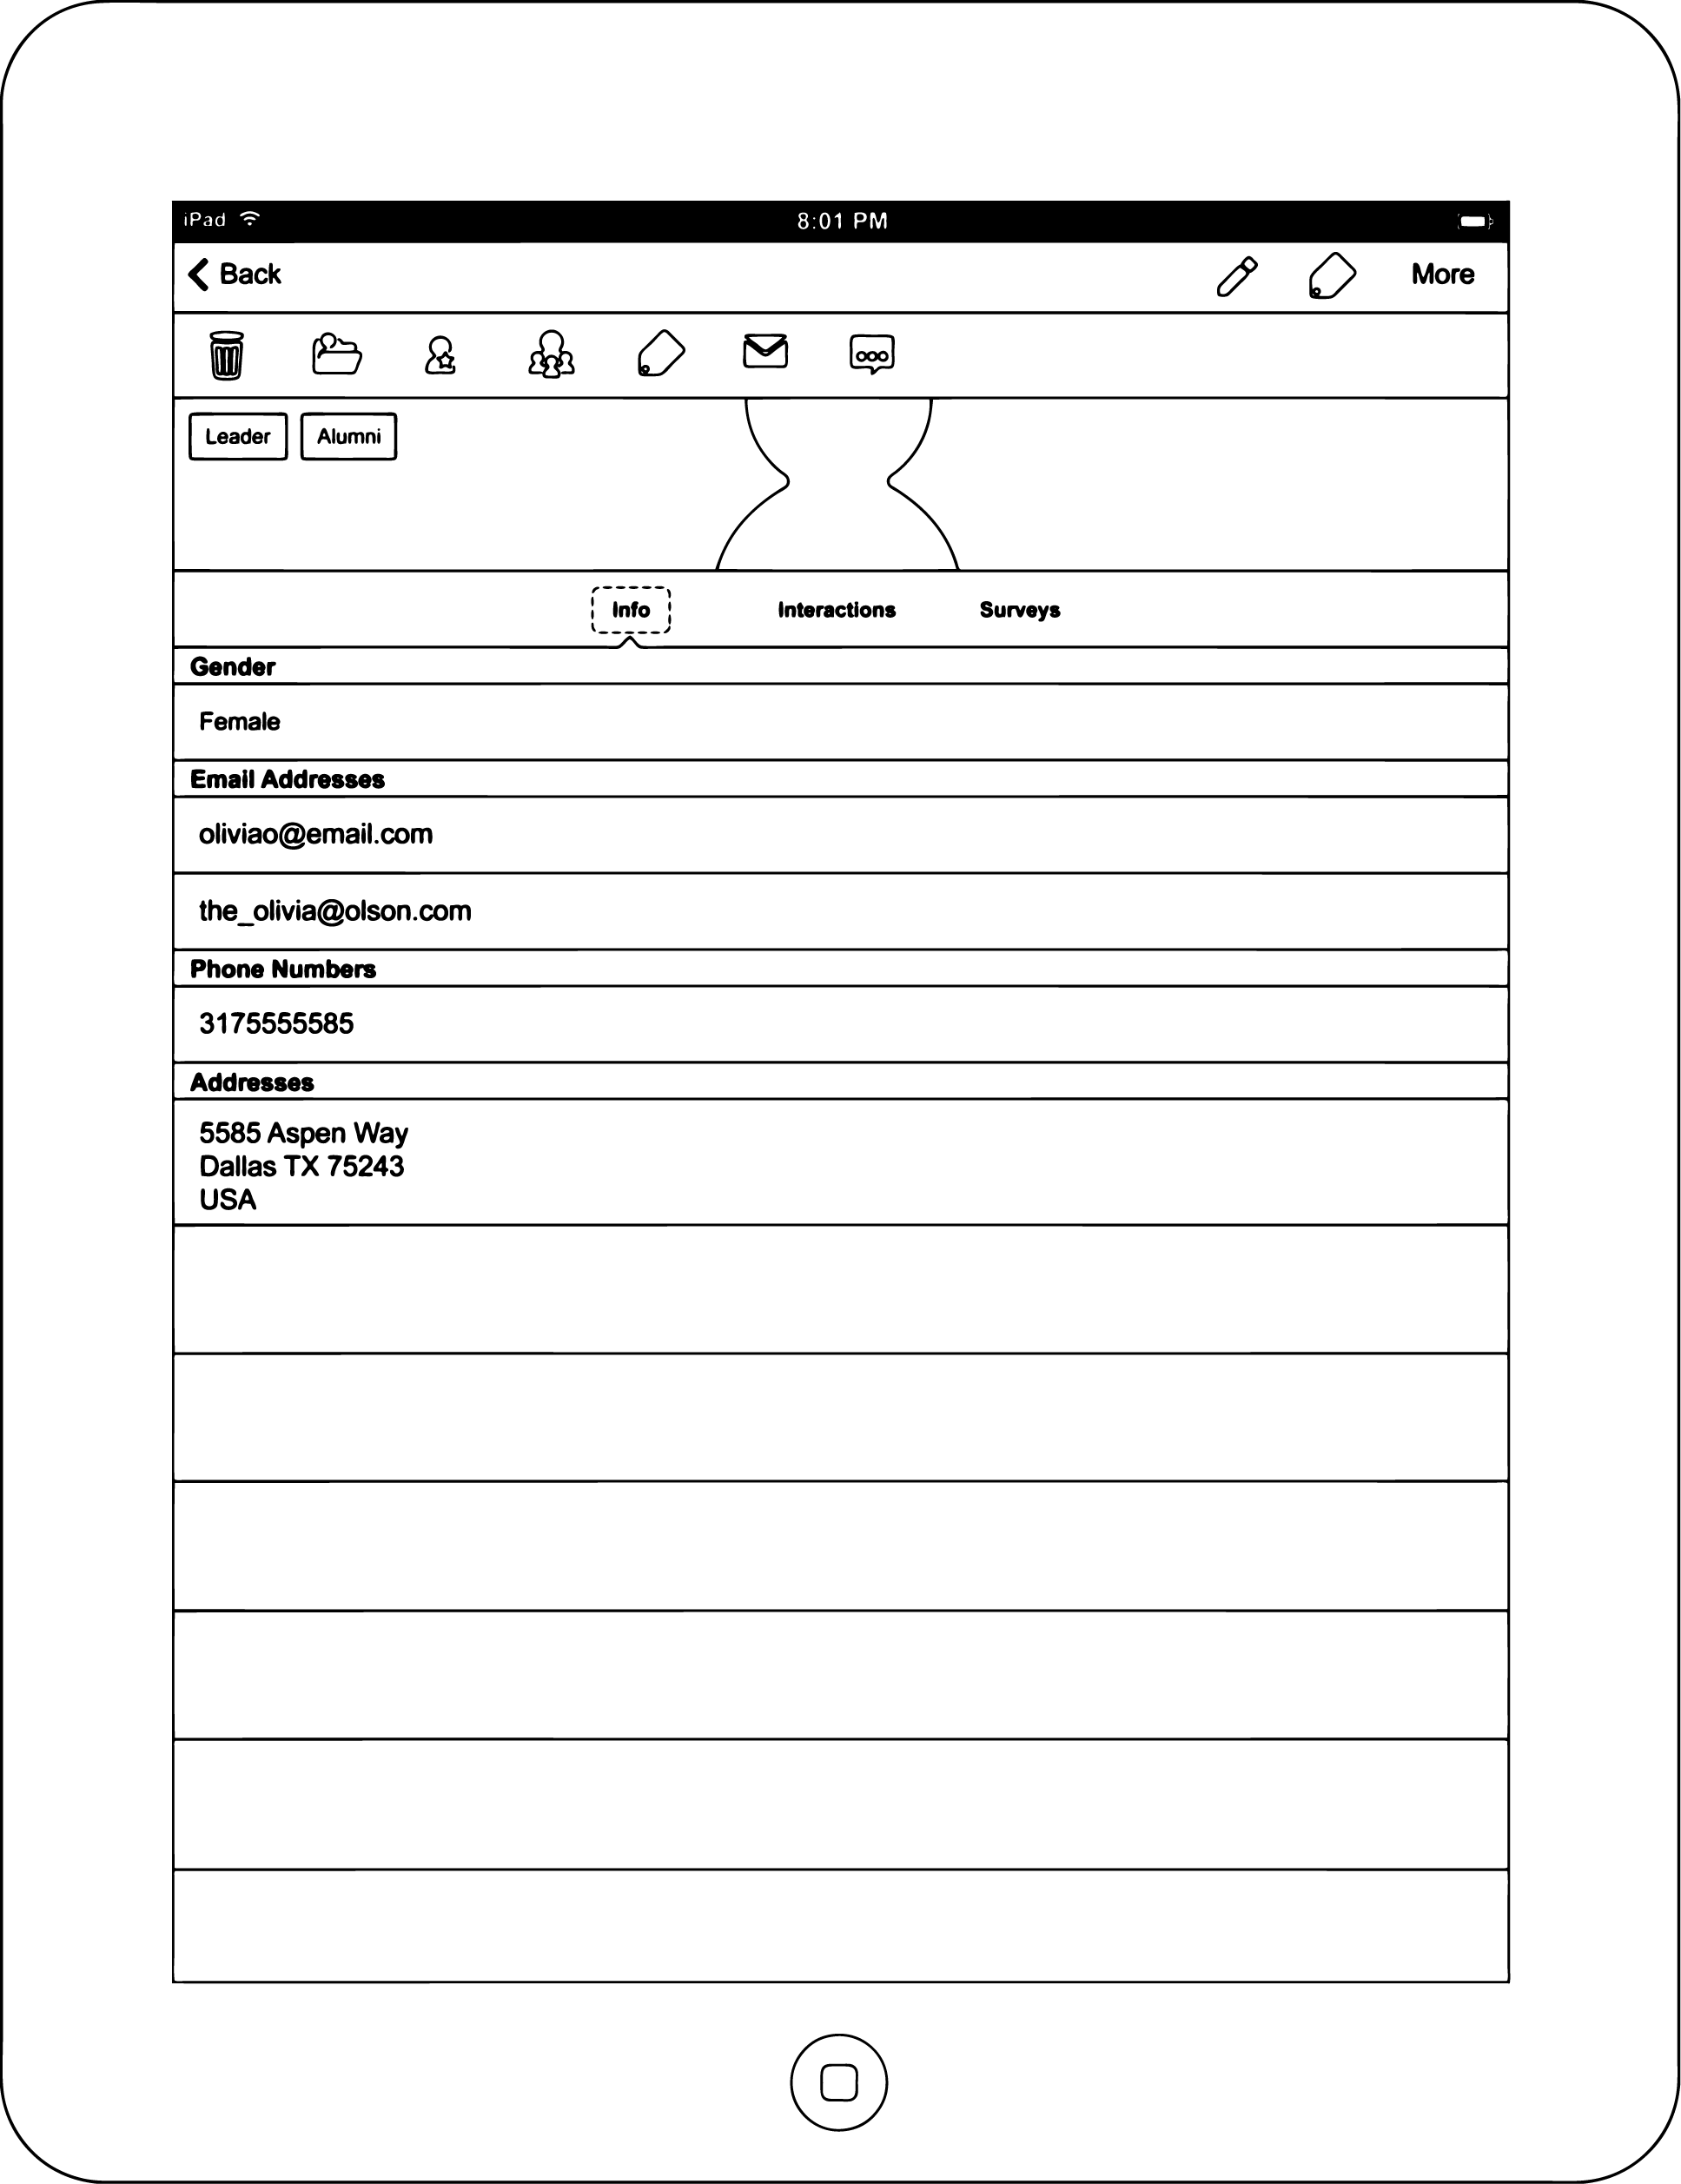 iPad 8:01 PM
Back More
Leader Alumni
Info Interactions Surveys
Gender
Female
Email Addresses
oliviao@email.com
the_olivia@olson.com
Phone Numbers
3175555585
Addresses
5585 Aspen Way
Dallas TX 75243
USA